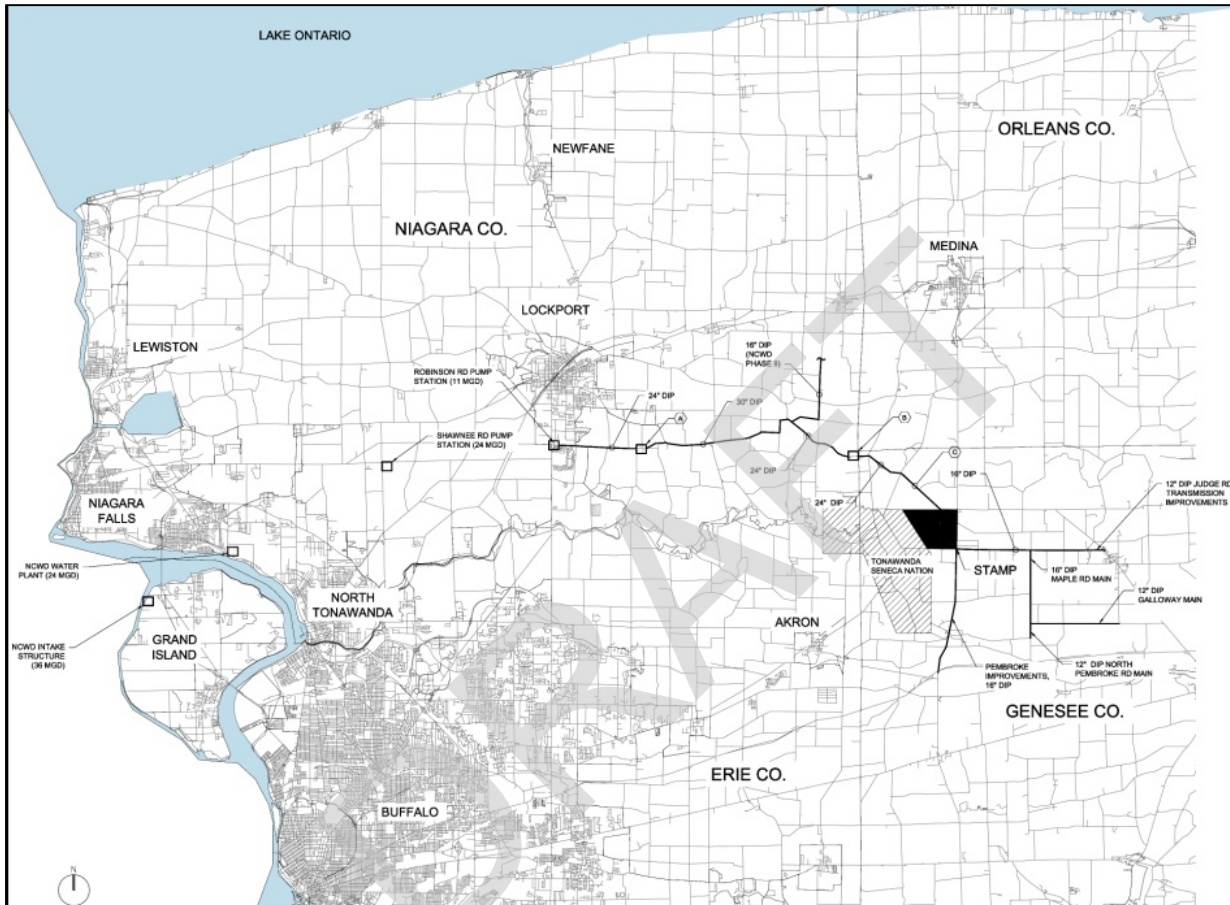 LAKE ONTARIO
ORLEANS CO.
NEWFANE
NIAGARA CO.
MEDINA
LOCKPORT
LEWISTON
16" DIP
(NCWD
PHASE II)
ROBINSON RD PUMP
STATION (11 MGD)
24" DIP
A
30" DIP
B
SHAWNEE RD PUMP
STATION (24 MGD)
C
24" DIP
16" DIP
12" DIP JUDGE RD
TRANSMISSION
IMPROVEMENTS
24" DIP
NIAGARA
FALLS
TONAWANDA
SENECA NATION
STAMP
16" DIP
MAPLE RD MAIN
NCWD WATER
PLANT (24 MGD)
12" DIP
GALLOWAY MAIN
NORTH
TONAWANDA
AKRON
NCWD INTAKE
STRUCTURE
(36 MGD)
GRAND
ISLAND
PEMBROKE
IMPROVEMENTS,
16" DIP
12" DIP NORTH
PEMBROKE RD MAIN
GENESEE CO.
ERIE CO.
BUFFALO
N
DRAFT